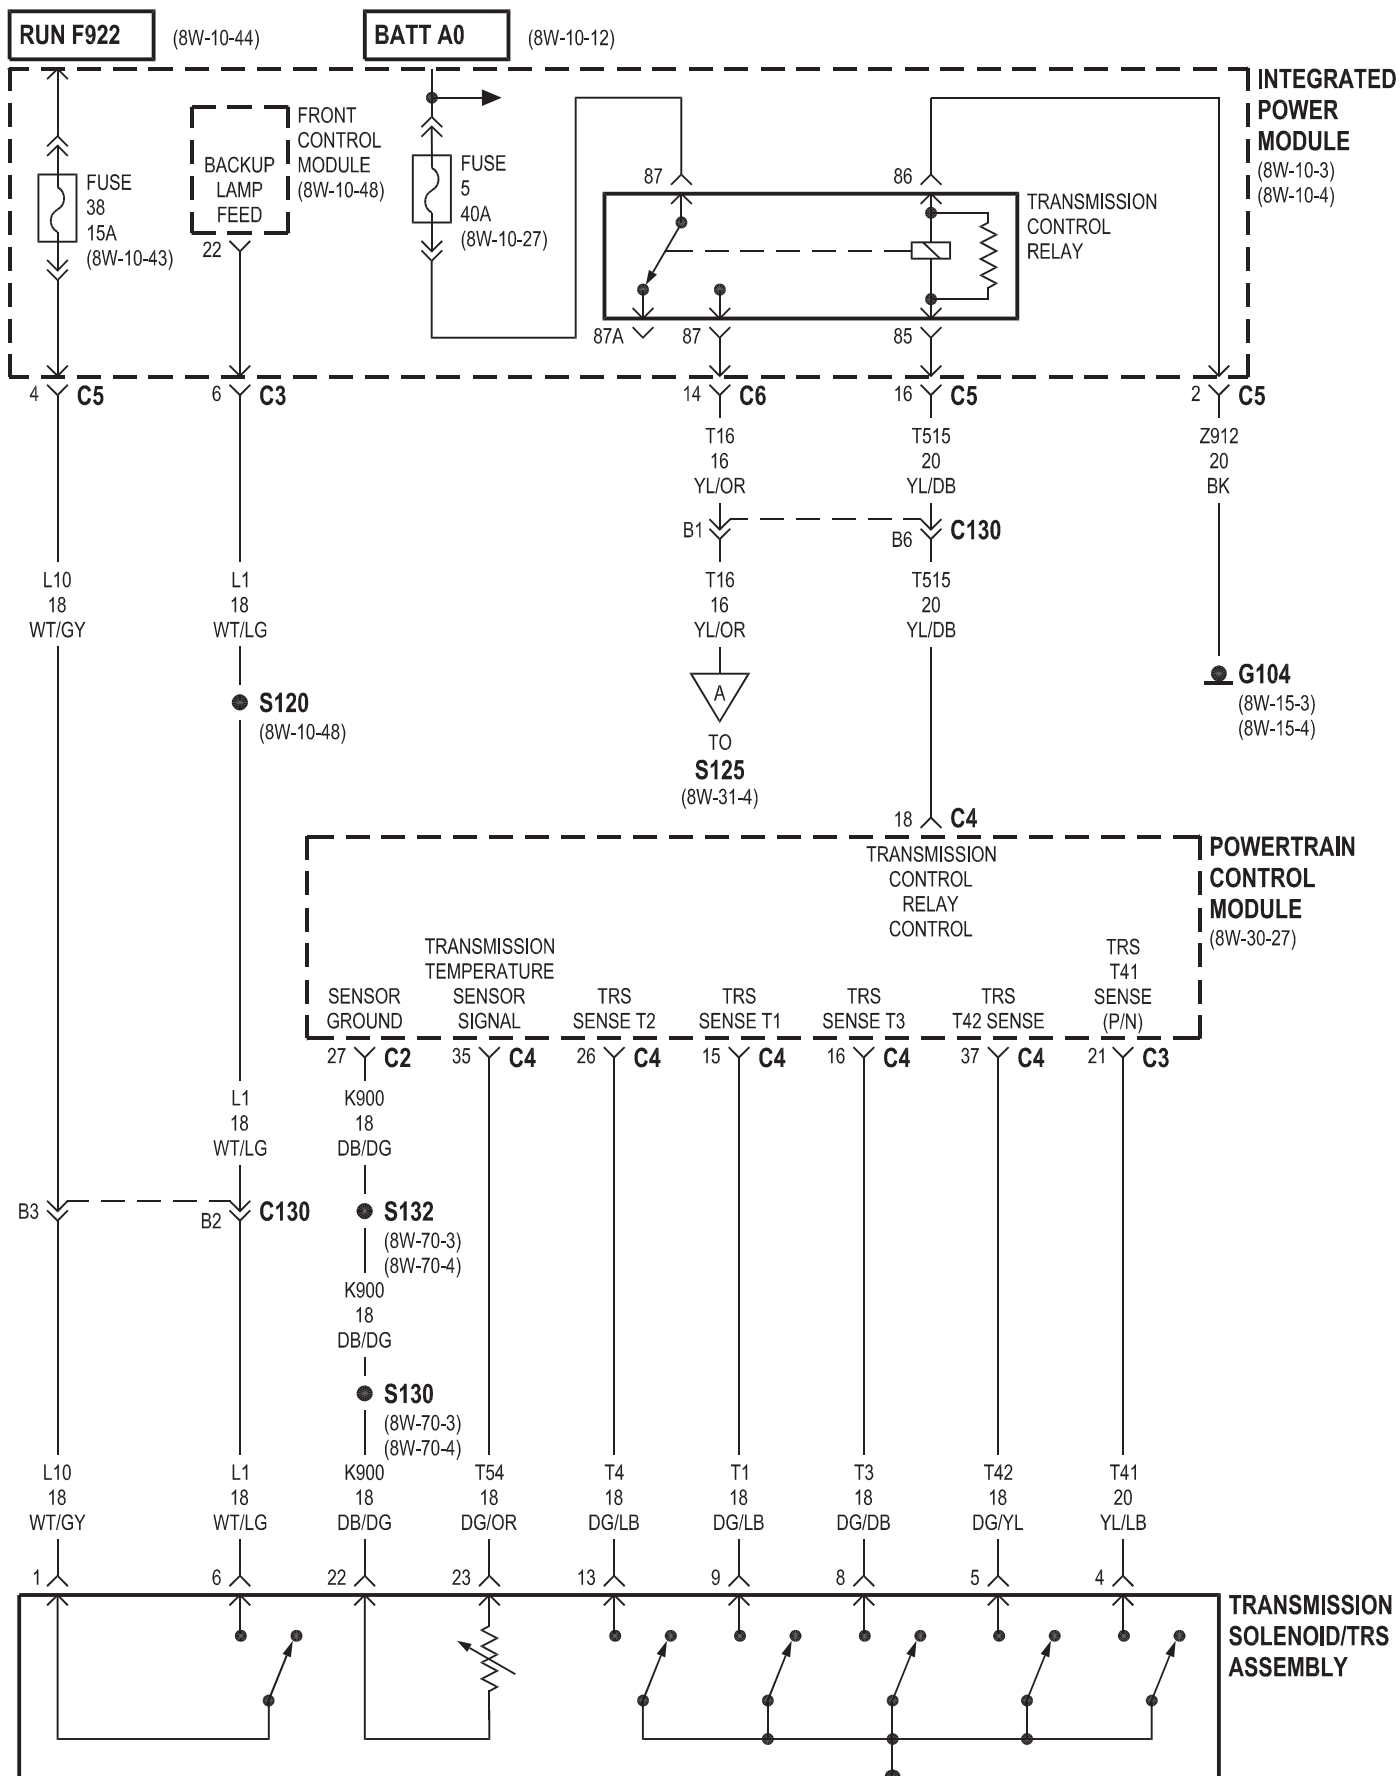 RUN F922
(8W-10-44)
BATT A0
(8W-10-12)
INTEGRATED
POWER
MODULE
(8W-10-3)
(8W-10-4)
FUSE
38
15A
(8W-10-43)
BACKUP
LAMP
FEED
22
FRONT
CONTROL
MODULE
(8W-10-48)
FUSE
5
40A
(8W-10-27)
87
86
TRANSMISSION
CONTROL
RELAY
87A
87
85
4
C5
6
C3
14
C6
16
C5
2
C5
T16
16
YL/OR
T515
20
YL/DB
Z912
20
BK
B1
B6
C130
L10
18
WT/GY
L1
18
WT/LG
T16
16
YL/OR
T515
20
YL/DB
S120
(8W-10-48)
A
TO
S125
(8W-31-4)
G104
(8W-15-3)
(8W-15-4)
18
C4
POWERTRAIN
CONTROL
MODULE
(8W-30-27)
TRANSMISSION
CONTROL
RELAY
CONTROL
SENSOR
GROUND
TRANSMISSION
TEMPERATURE
SENSOR
SIGNAL
TRS
SENSE T2
TRS
SENSE T1
TRS
SENSE T3
TRS
T42 SENSE
TRS
T41
SENSE
(P/N)
27
C2
35
C4
26
C4
15
C4
16
C4
37
C4
21
C3
L1
18
WT/LG
K900
18
DB/DG
B3
B2
C130
S132
(8W-70-3)
(8W-70-4)
K900
18
DB/DG
S130
(8W-70-3)
(8W-70-4)
L10
18
WT/GY
L1
18
WT/LG
K900
18
DB/DG
T54
18
DG/OR
T4
18
DG/LB
T1
18
DG/LB
T3
18
DG/DB
T42
18
DG/YL
T41
20
YL/LB
1
6
22
23
13
9
8
5
4
TRANSMISSION
SOLENOID/TRS
ASSEMBLY